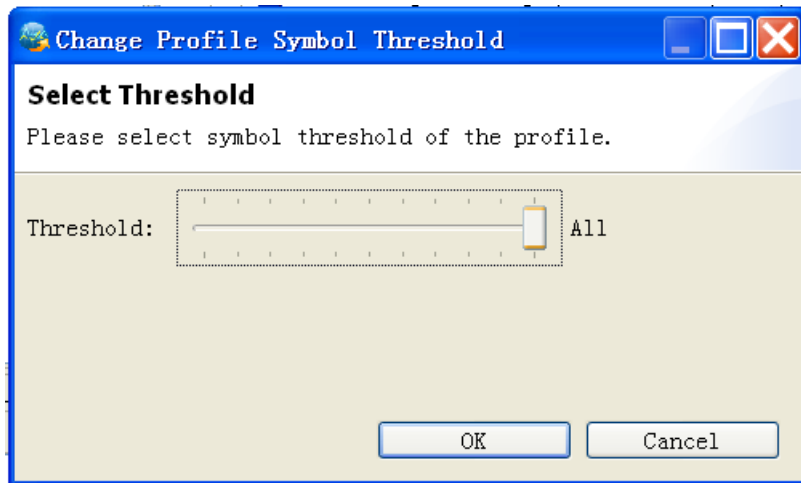 Change Profile Symbol Threshold
Select Threshold
Please select symbol threshold of the profile.
Threshold: All
OK Cancel